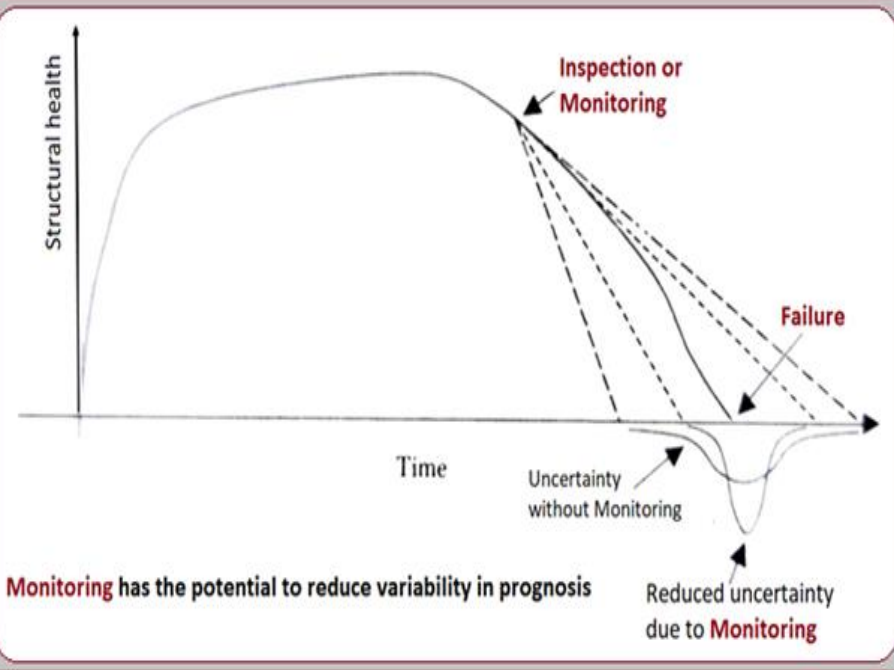 Structural health
Inspection or
Monitoring
Failure
Time
Uncertainty
without Monitoring
Monitoring has the potential to reduce variability in prognosis
Reduced uncertainty
due to Monitoring